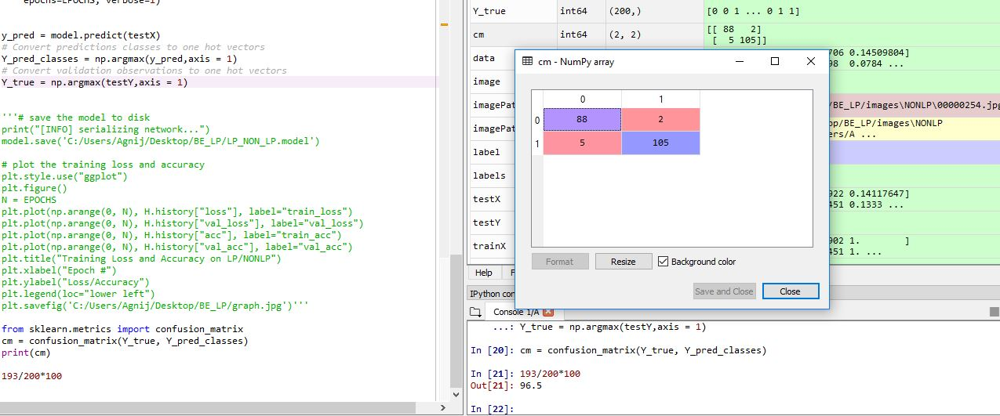 epochs=EPOCHS, verbose=1)
y_pred = model.predict(testX)
# Convert predictions classes to one hot vectors
Y_pred_classes = np.argmax(y_pred,axis = 1)
# Convert validation observations to one hot vectors
Y_true = np.argmax(testY,axis = 1)
'''# save the model to disk
print("[INFO] serializing network...")
model.save('C:/Users/Agnij/Desktop/BE_LP/LP_NON_LP.model')
# plot the training loss and accuracy
plt.style.use("ggplot")
plt.figure()
N = EPOCHS
plt.plot(np.arange(0, N), H.history["loss"], label="train_loss")
plt.plot(np.arange(0, N), H.history["val_loss"], label="val_loss")
plt.plot(np.arange(0, N), H.history["acc"], label="train_acc")
plt.plot(np.arange(0, N), H.history["val_acc"], label="val_acc")
plt.title("Training Loss and Accuracy on LP/NONLP")
plt.xlabel("Epoch #")
plt.ylabel("Loss/Accuracy")
plt.legend(loc="lower left")
plt.savefig('C:/Users/Agnij/Desktop/BE_LP/graph.jpg')'''
from sklearn.metrics import confusion_matrix
cm = confusion_matrix(Y_true, Y_pred_classes)
print(cm)
193/200*100
Y_true int64 (200,) [0 0 1 ... 0 1 1]
cm int64 (2, 2) [[ 88   2]
[  5 105]]
data 706 0.14509804]
98  0.0784 ...
image
imagePat /BE_LP/images\NONLP\00000254.jpg
imagePat op/BE_LP/images\NONLP
ers/A ...
label
labels
testX 922 0.14117647]
451 0.1333 ...
testY
trainX 902 1.      ]
451 1. ...
cm - NumPy array
0 1
0 88 2
1 5 105
Format Resize Background color
Save and Close Close
Help F
IPython con
Console 1/A
...: Y_true = np.argmax(testY,axis = 1)
In [20]: cm = confusion_matrix(Y_true, Y_pred_classes)
In [21]: 193/200*100
Out[21]: 96.5
In [22]: